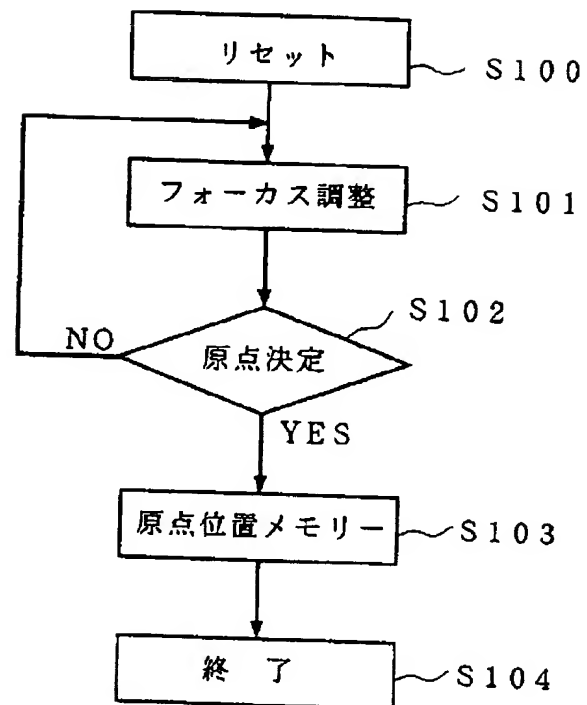 リセット
S100
フォーカス調整
S101
S102
原点決定
NO
YES
原点位置メモリー
S103
終 了
S104